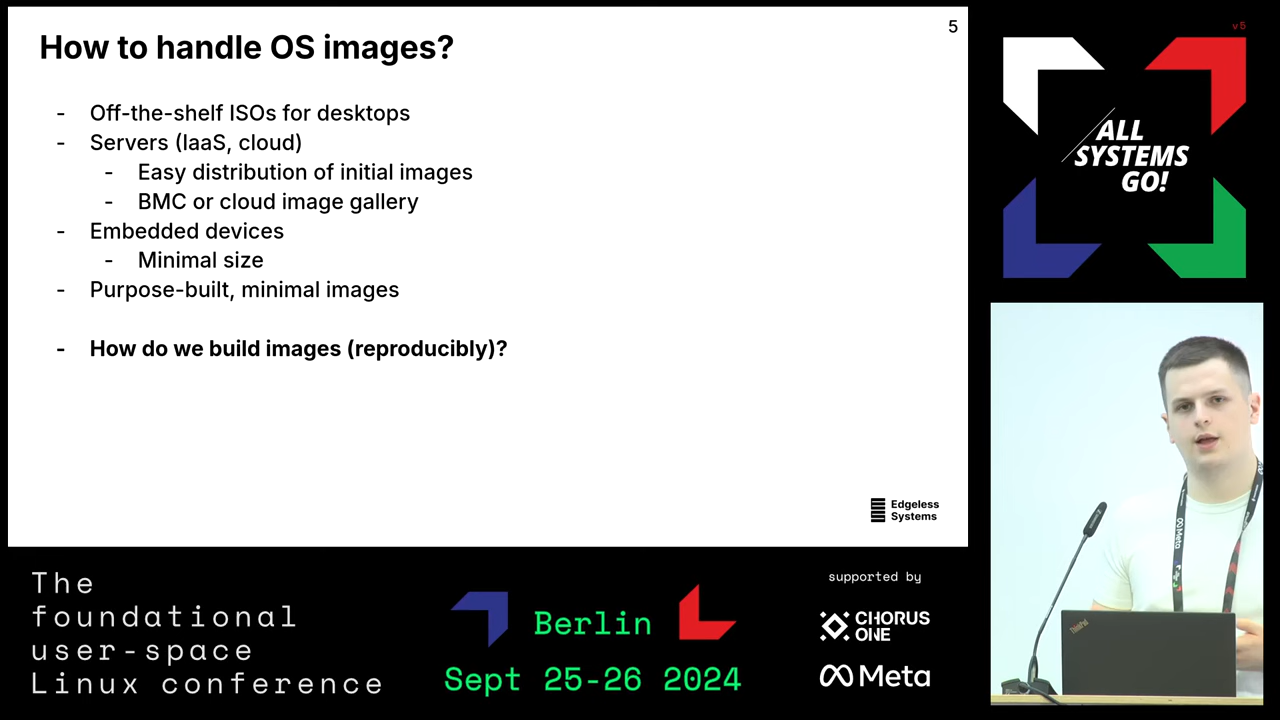 5
How to handle OS images?
- Off-the-shelf ISOs for desktops
- Servers (IaaS, cloud)
- Easy distribution of initial images
- BMC or cloud image gallery
- Embedded devices
- Minimal size
- Purpose-built, minimal images
- How do we build images (reproducibly)?
Edgeless
Systems
v5
ALL
SYSTEMS
GO!
Meta
ThinkPad
The
foundational
user-space
Linux conference
Berlin
Sept 25-26 2024
supported by
CHORUS
ONE
Meta